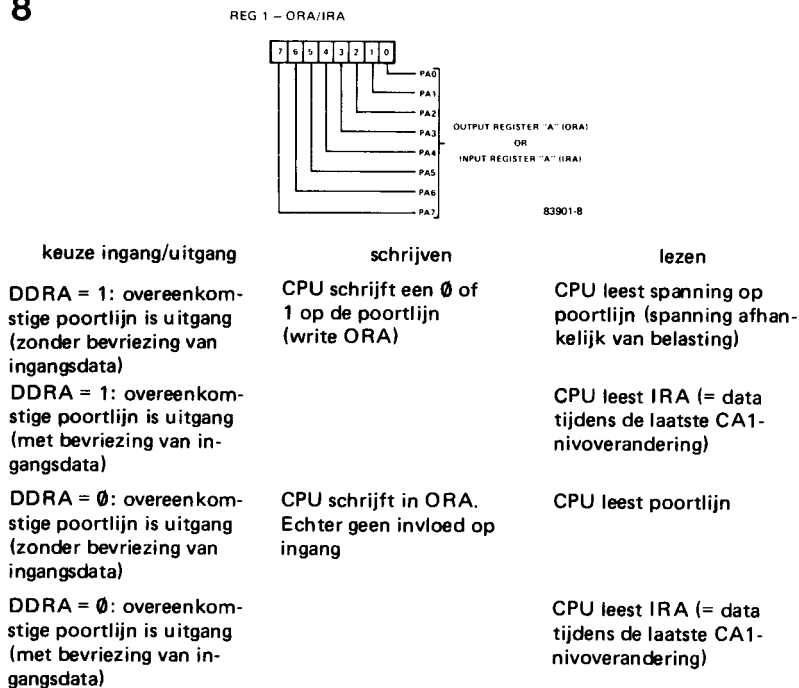 8
REG 1 – ORA/IRA
7 6 5 4 3 2 1 0
PA0
PA1
PA2
PA3
PA4
PA5
PA6
PA7
OUTPUT REGISTER "A" (ORA)
OR
INPUT REGISTER "A" (IRA)
83901-8
keuze ingang/uitgang schrijven lezen
DDRA = 1: overeenkom-
stige poortlijn is uitgang
(zonder bevriezing van
ingangsdata)
CPU schrijft een Ø of
1 op de poortlijn
(write ORA)
CPU leest spanning op
poortlijn (spanning afhan-
kelijk van belasting)
DDRA = 1: overeenkom-
stige poortlijn is uitgang
(met bevriezing van in-
gangsdata)
CPU leest IRA (= data
tijdens de laatste CA1-
nivoverandering)
DDRA = Ø: overeenkom-
stige poortlijn is uitgang
(zonder bevriezing van
ingangsdata)
CPU schrijft in ORA.
Echter geen invloed op
ingang
CPU leest poortlijn
DDRA = Ø: overeenkom-
stige poortlijn is uitgang
(met bevriezing van in-
gangsdata)
CPU leest IRA (= data
tijdens de laatste CA1-
nivoverandering)